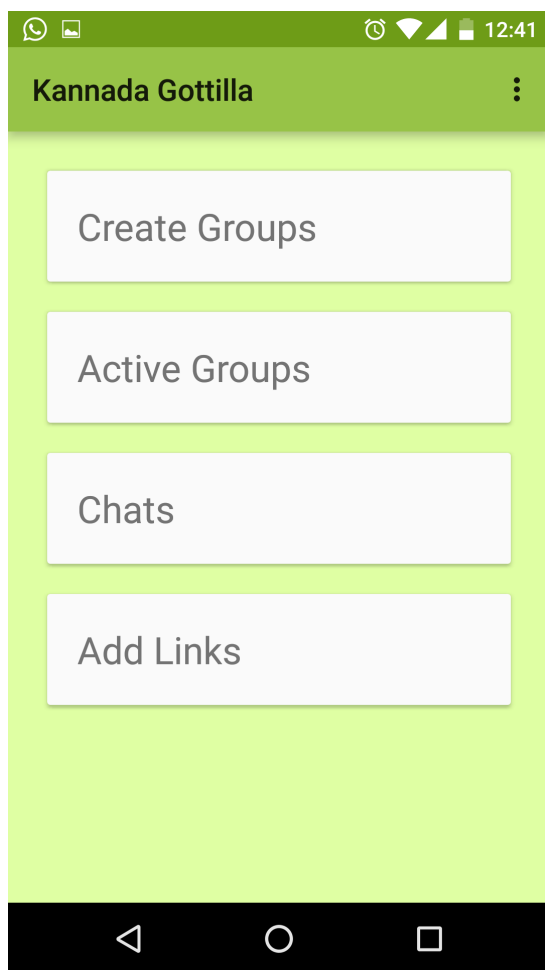 12:41
Kannada Gottilla
Create Groups
Active Groups
Chats
Add Links